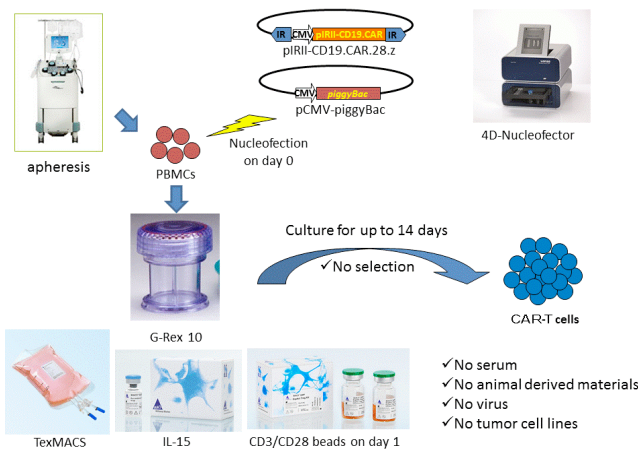 IR CMV pIRII-CD19.CAR IR
pIRII-CD19.CAR.28.z
CMV piggyBac
pCMV-piggyBac
4D-Nucleofector
apheresis
PBMCs
Nucleofection
on day 0
Culture for up to 14 days
✓No selection
G-Rex 10
CAR-T cells
TexMACS
IL-15
CD3/CD28 beads on day 1
✓No serum
✓No animal derived materials
✓No virus
✓No tumor cell lines